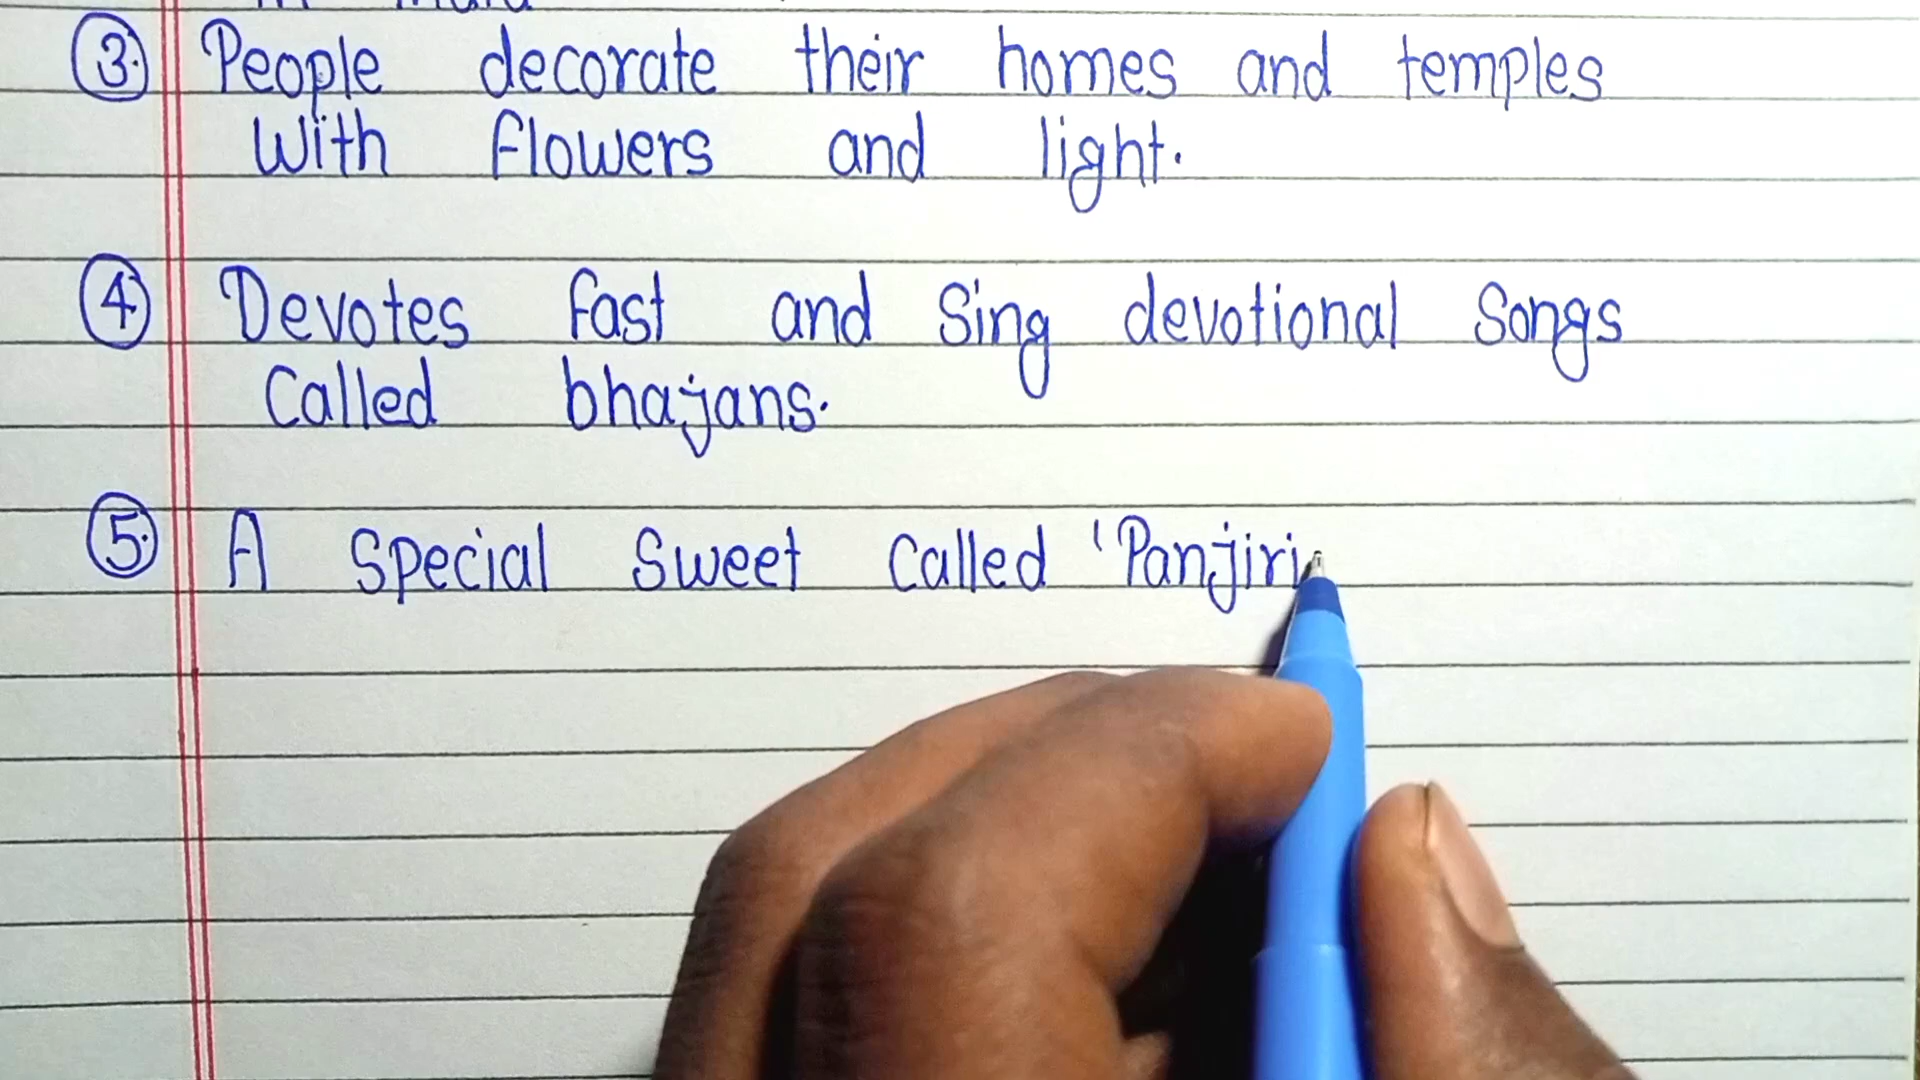 ③ People decorate their homes and temples
With flowers and light.
④ Devotes fast and Sing devotional Songs
Called bhajans.
⑤ A Special Sweet Called 'Panjiri